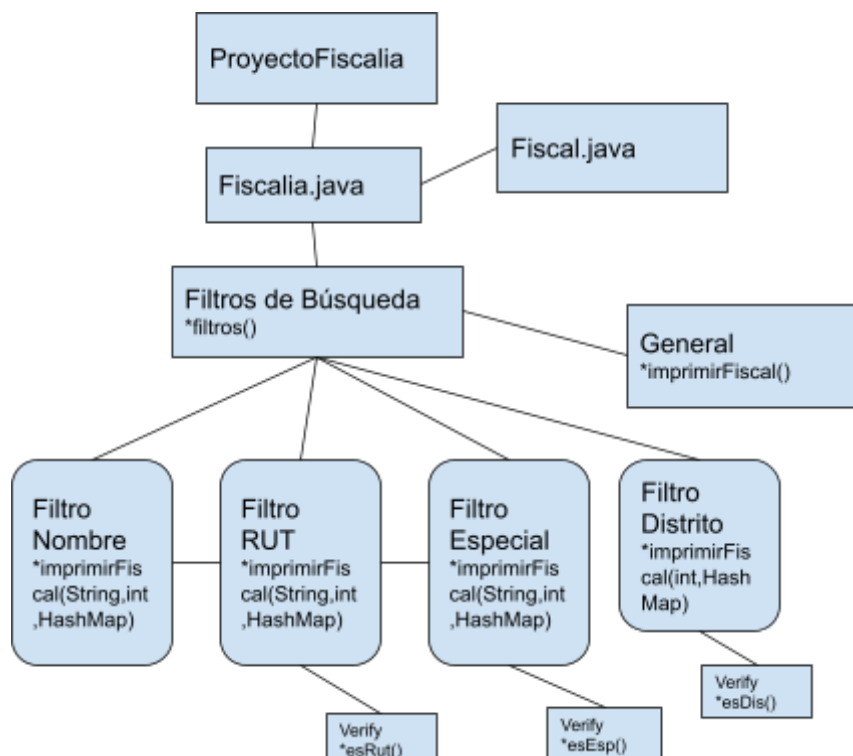 ProyectoFiscalia
Fiscal.java
Fiscalia.java
Filtros de Búsqueda
*filtros()
General
*imprimirFiscal()
Filtro
Nombre
*imprimirFis
cal(String,int
,HashMap)
Filtro
RUT
*imprimirFis
cal(String,int
,HashMap)
Filtro
Especial
*imprimirFis
cal(String,int
,HashMap)
Filtro
Distrito
*imprimirFis
cal(int,Hash
Map)
Verify
*esRut()
Verify
*esEsp()
Verify
*esDis()